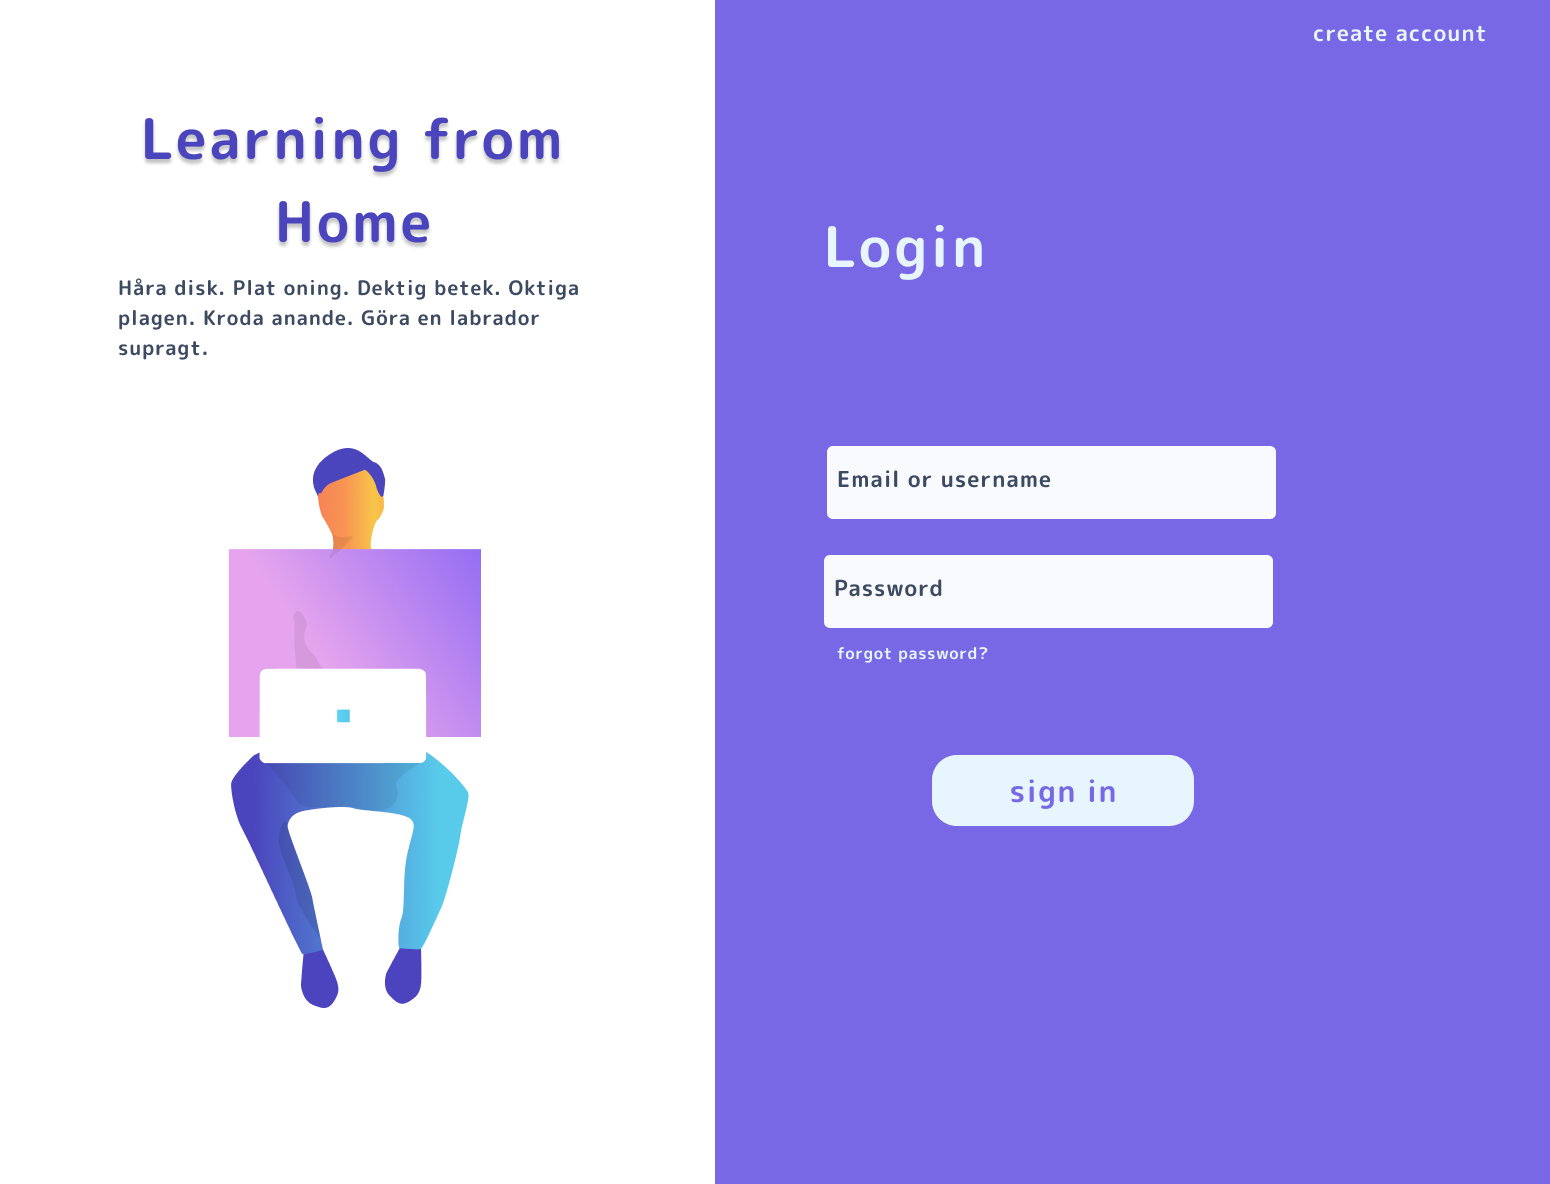 create account
Learning from
Home
Håra disk. Plat oning. Dektig betek. Oktiga
plagen. Kroda anande. Göra en labrador
supragt.
Login
Email or username
Password
forgot password?
sign in